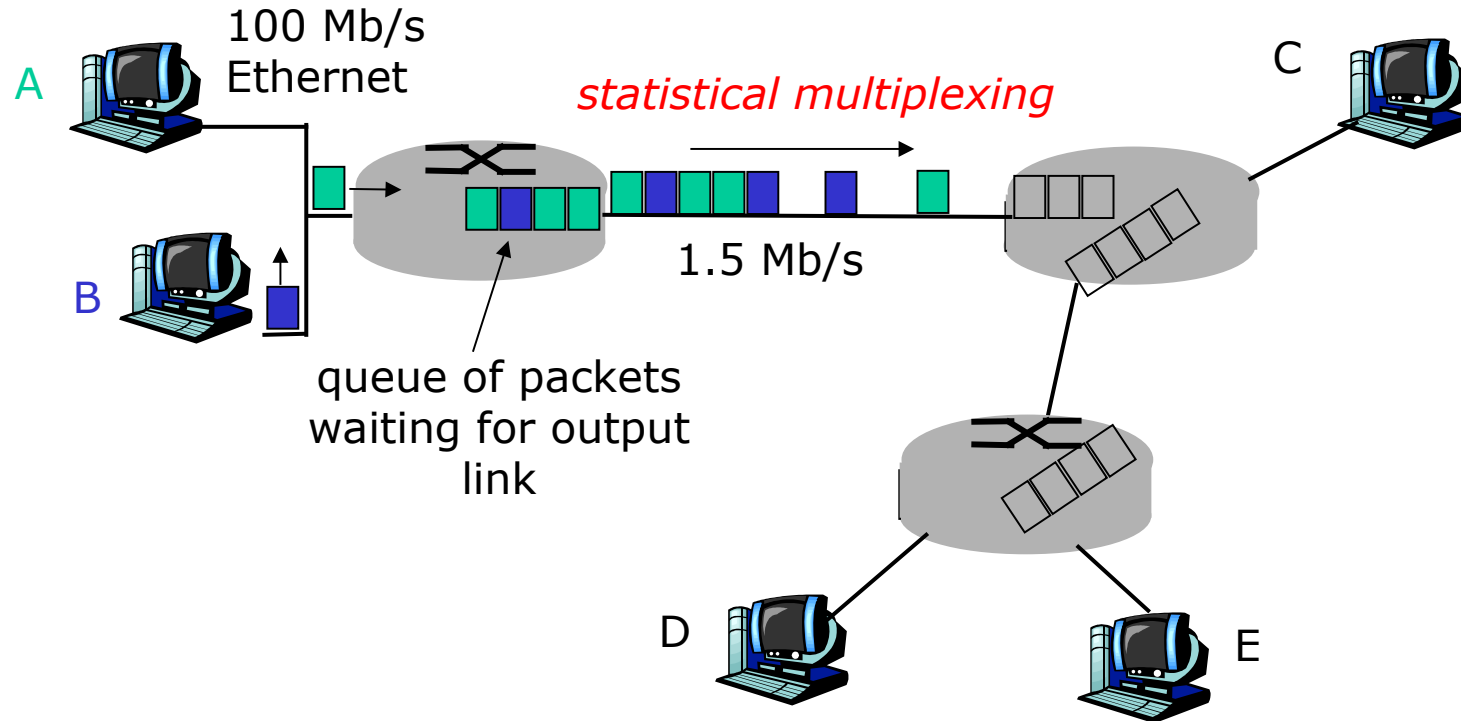 100 Mb/s
Ethernet
A
statistical multiplexing
C
1.5 Mb/s
B
queue of packets
waiting for output
link
D
E